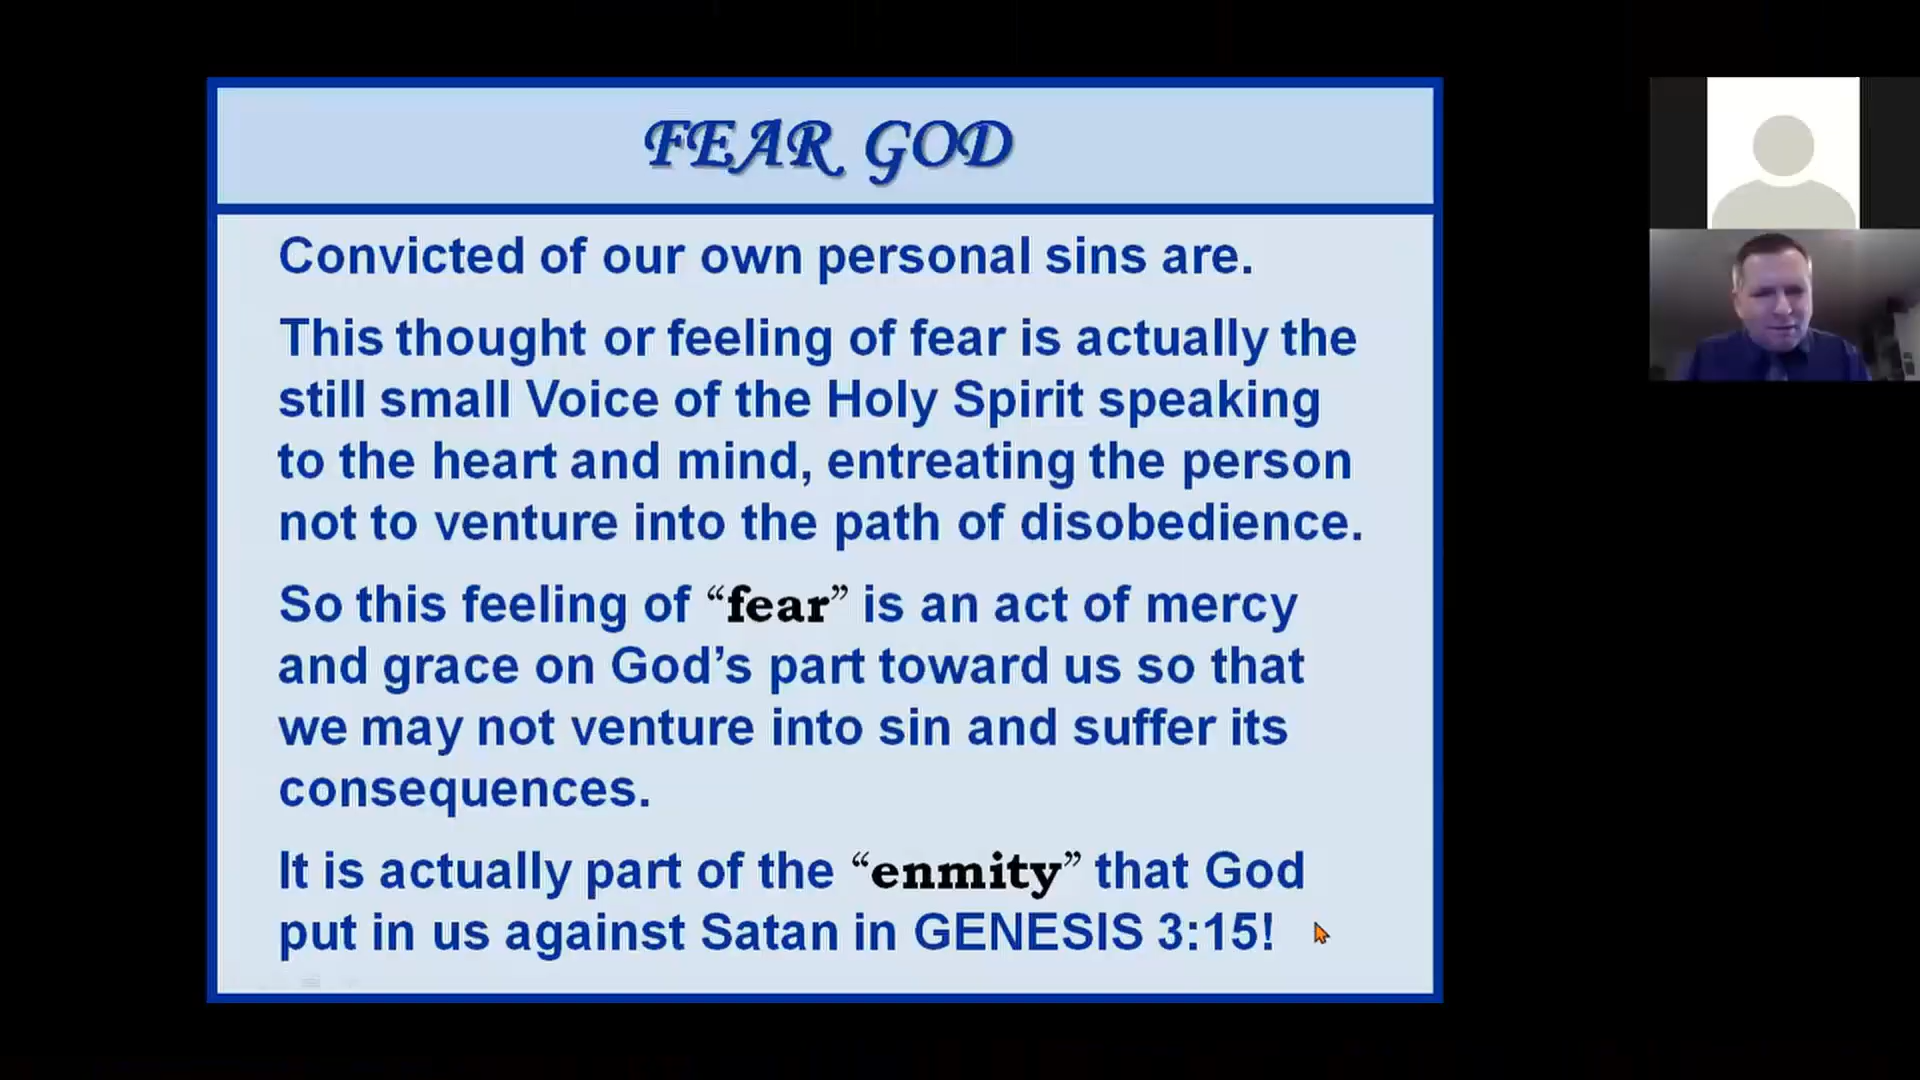 FEAR GOD
Convicted of our own personal sins are.
This thought or feeling of fear is actually the
still small Voice of the Holy Spirit speaking
to the heart and mind, entreating the person
not to venture into the path of disobedience.
So this feeling of “fear” is an act of mercy
and grace on God’s part toward us so that
we may not venture into sin and suffer its
consequences.
It is actually part of the “enmity” that God
put in us against Satan in GENESIS 3:15!